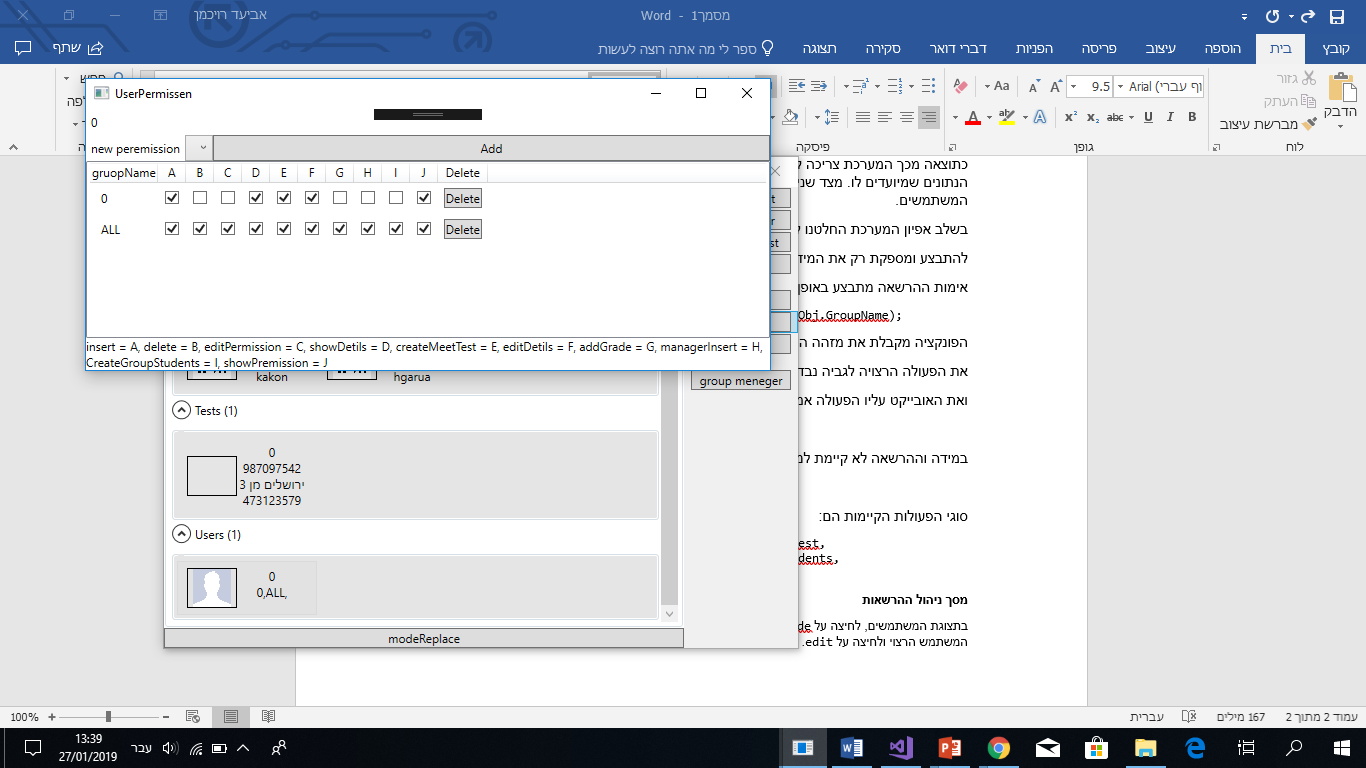 אביעד רויכמן
מסמך1 - Word
קובץ
בית
הוספה
עיצוב
פריסה
הפניות
דברי דואר
סקירה
תצוגה
ספר לי מה אתה רוצה לעשות
שתף
הדבק
גזור
העתק
מברשת עיצוב
לוח
Arial (גוף עברי
9.5
גופן
פיסקה
חפש
UserPermissen
0
new peremission
Add
gruopName A B C D E F G H I J Delete
0 Delete
ALL Delete
insert = A, delete = B, editPermission = C, showDetils = D, createMeetTest = E, editDetils = F, addGrade = G, managerInsert = H,
CreateGroupStudents = I, showPremission = J
kakon
hgarua
Tests (1)
0
987097542
ירושלים מן 3
473123579
Users (1)
0
0,ALL,
modeReplace
group meneger
כתוצאה מכך המערכת צריכה
הנתונים שמיועדים לו. מצד
המשתמשים.
בשלב אפיון המערכת החלטנו
להתבצע ומספקת רק את
אימות ההרשאה מתבצע
Obj.GroupName);
הפונקציה מקבלת את מזהה
את הפעולה הרצויה לגביה
ואת האובייקט עליו הפעולה
במידה וההרשאה לא קיימת
סוגי הפעולות הקיימות הם:
est,
dents,
מסך ניהול ההרשאות
בתצוגת המשתמשים, לחיצה על
המשתמש הרצוי ולחיצה על edit.
עמוד 2 מתוך 2
167 מילים
עברית
100%
13:39
27/01/2019
עבר